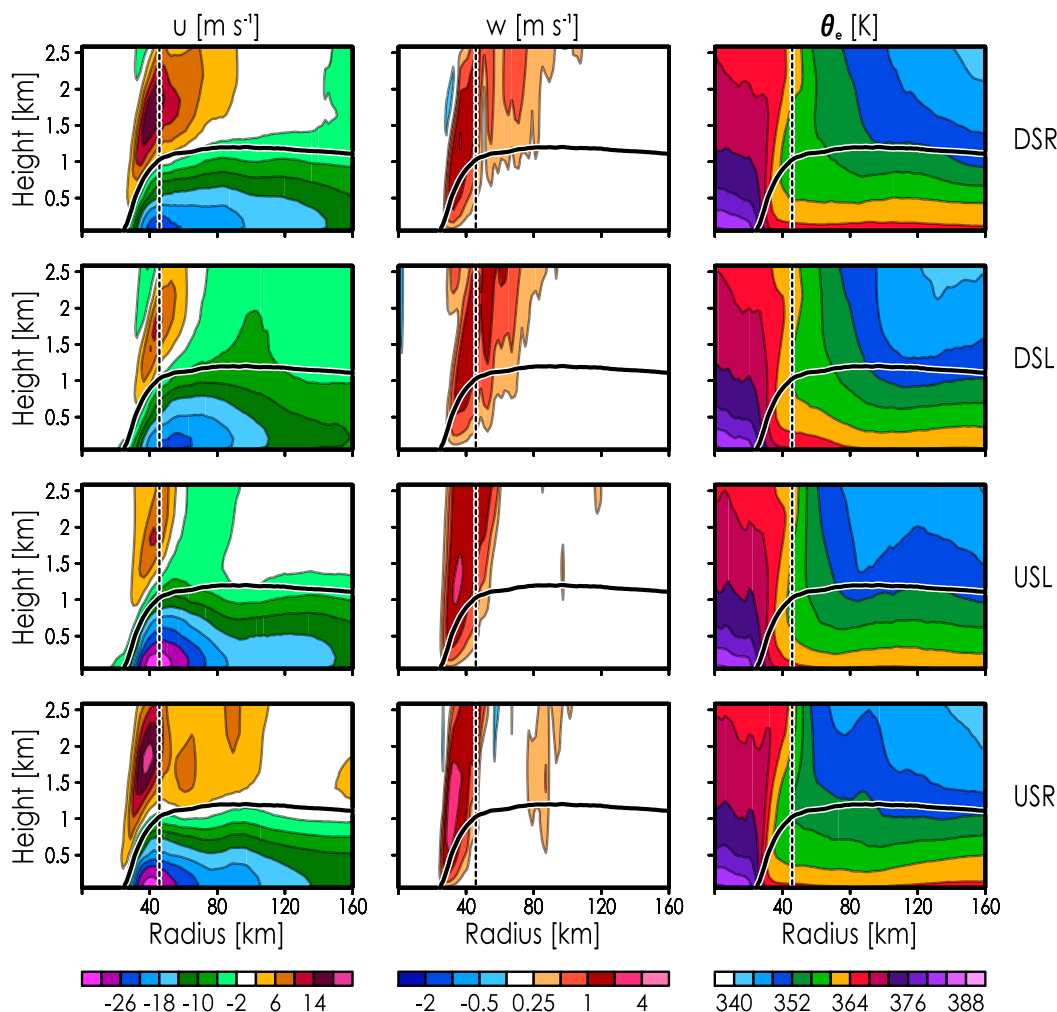 u [m s⁻¹] w [m s⁻¹] θₑ [K]
2.5
2
1.5
1
0.5
Height [km]
DSR
2.5
2
1.5
1
0.5
Height [km]
DSL
2.5
2
1.5
1
0.5
Height [km]
USL
2.5
2
1.5
1
0.5
Height [km]
USR
40 80 120 160 40 80 120 160 40 80 120 160
Radius [km] Radius [km] Radius [km]
-26 -18 -10 -2 6 14 -2 -0.5 0.25 1 4 340 352 364 376 388